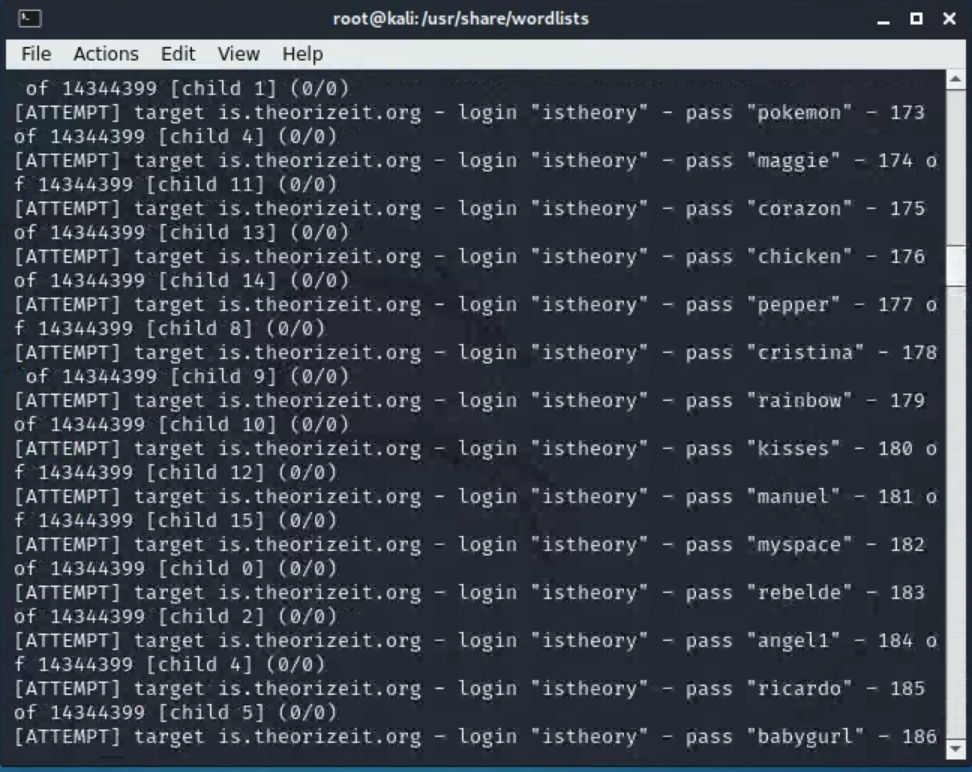 root@kali:/usr/share/wordlists
File Actions Edit View Help
 of 14344399 [child 1] (0/0)
[ATTEMPT] target is.theorizeit.org - login "istheory" - pass "pokemon" - 173
of 14344399 [child 4] (0/0)
[ATTEMPT] target is.theorizeit.org - login "istheory" - pass "maggie" - 174 o
f 14344399 [child 11] (0/0)
[ATTEMPT] target is.theorizeit.org - login "istheory" - pass "corazon" - 175
of 14344399 [child 13] (0/0)
[ATTEMPT] target is.theorizeit.org - login "istheory" - pass "chicken" - 176
of 14344399 [child 14] (0/0)
[ATTEMPT] target is.theorizeit.org - login "istheory" - pass "pepper" - 177 o
f 14344399 [child 8] (0/0)
[ATTEMPT] target is.theorizeit.org - login "istheory" - pass "cristina" - 178
 of 14344399 [child 9] (0/0)
[ATTEMPT] target is.theorizeit.org - login "istheory" - pass "rainbow" - 179
of 14344399 [child 10] (0/0)
[ATTEMPT] target is.theorizeit.org - login "istheory" - pass "kisses" - 180 o
f 14344399 [child 12] (0/0)
[ATTEMPT] target is.theorizeit.org - login "istheory" - pass "manuel" - 181 o
f 14344399 [child 15] (0/0)
[ATTEMPT] target is.theorizeit.org - login "istheory" - pass "myspace" - 182
of 14344399 [child 0] (0/0)
[ATTEMPT] target is.theorizeit.org - login "istheory" - pass "rebelde" - 183
of 14344399 [child 2] (0/0)
[ATTEMPT] target is.theorizeit.org - login "istheory" - pass "angel1" - 184 o
f 14344399 [child 4] (0/0)
[ATTEMPT] target is.theorizeit.org - login "istheory" - pass "ricardo" - 185
of 14344399 [child 5] (0/0)
[ATTEMPT] target is.theorizeit.org - login "istheory" - pass "babygurl" - 186